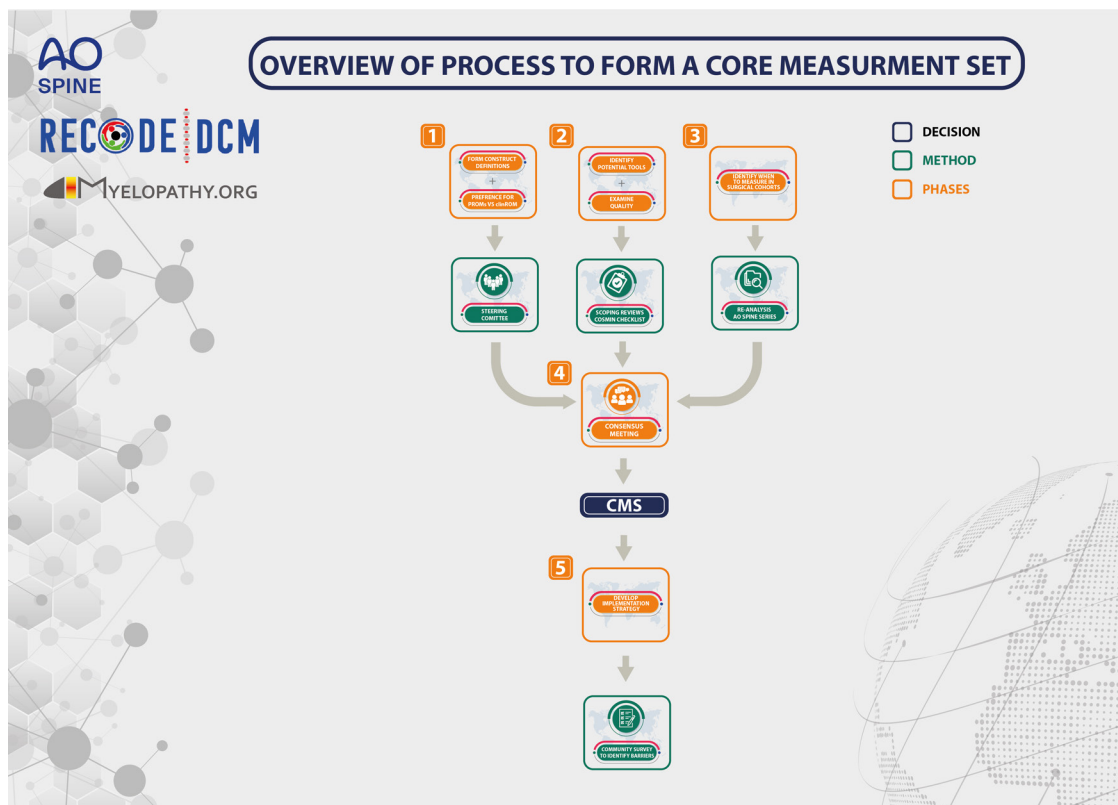 AO
SPINE
RECODE DCM
MYELOPATHY.ORG
OVERVIEW OF PROCESS TO FORM A CORE MEASURMENT SET
DECISION
METHOD
PHASES
1
FORM CONSTRUCT
DEFINITIONS
+
PREFRENCE FOR
PROMs VS clinROM
2
IDENTIFY
POTENTIAL TOOLS
+
EXAMINE
QUALITY
3
IDENTIFY WHEN
TO MEASURE IN
SURGICAL COHORTS
STEERING
COMITTEE
SCOPING REVIEWS
COSMIN CHECKLIST
RE-ANALYSIS
AO SPINE SERIES
4
CONSENSUS
MEETING
CMS
5
DEVELOP
IMPLEMENTATION
STRATEGY
COMMUNITY SURVEY
TO IDENTIFY BARRIERS